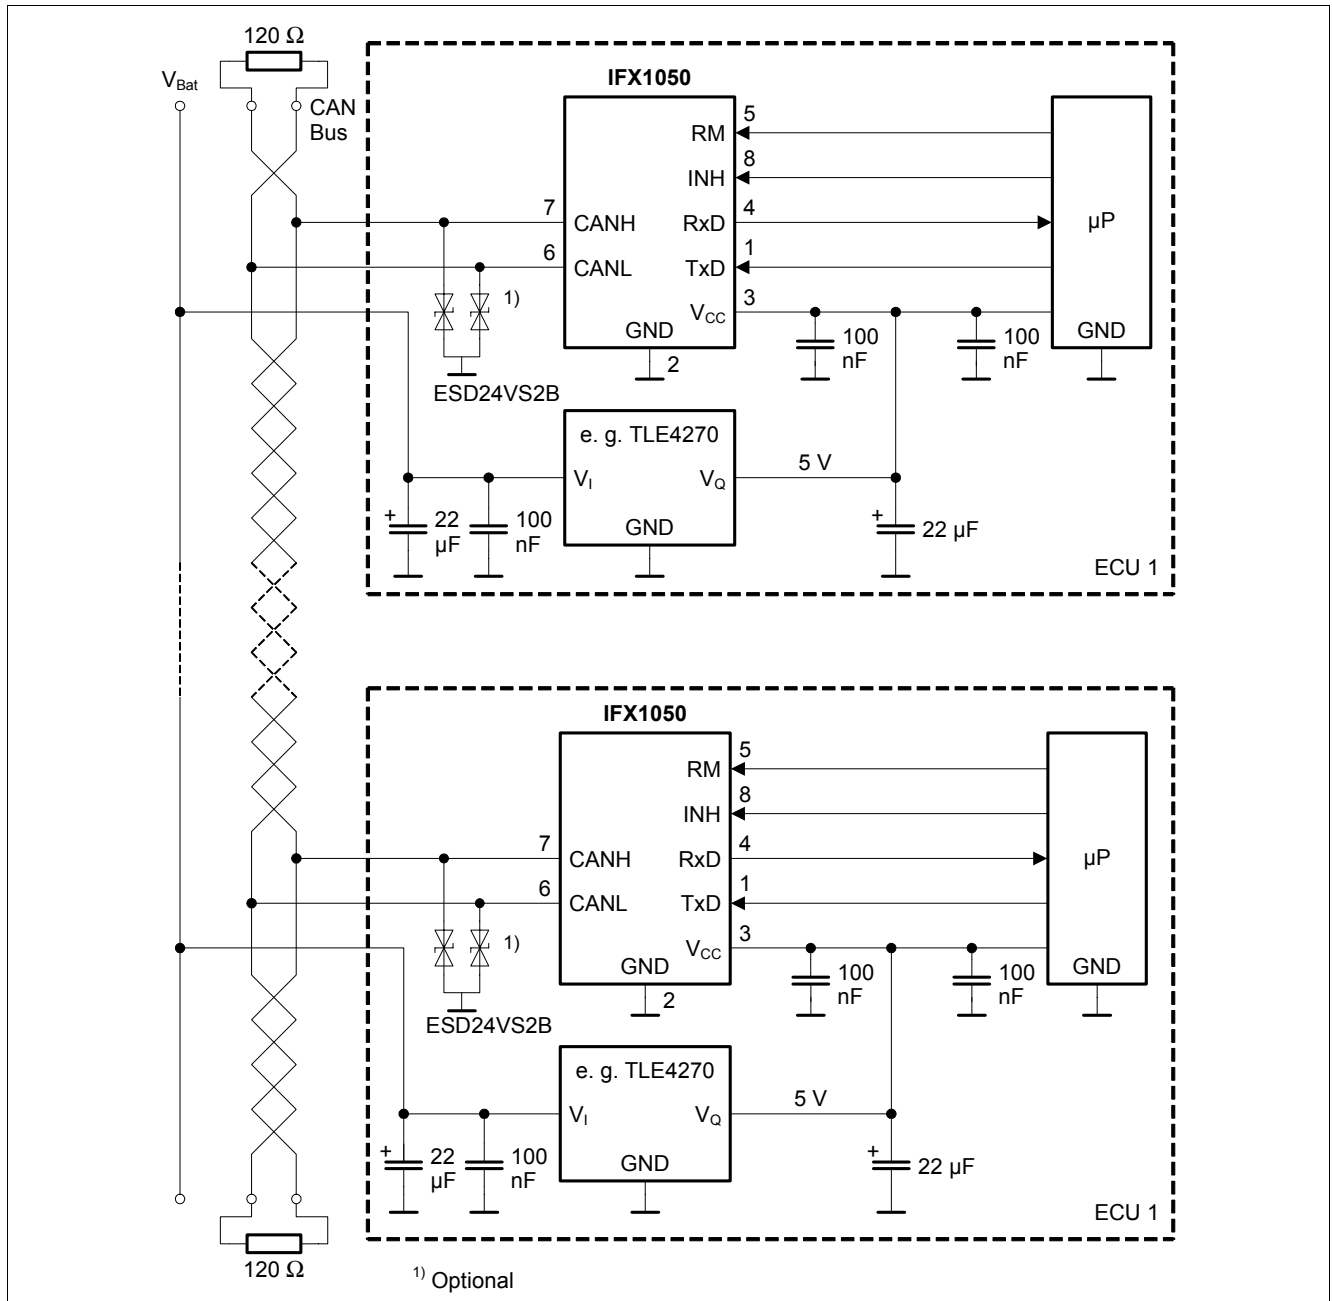 120 Ω
V_Bat
CAN
Bus
IFX1050
5
RM
8
INH
7
CANH
RxD
4
µP
6
CANL
TxD
1
1)
V_CC
3
GND
2
GND
100
nF
100
nF
ESD24VS2B
e. g. TLE4270
V_I
V_Q
5 V
GND
+
22
µF
100
nF
+
22 µF
ECU 1
IFX1050
5
RM
8
INH
7
CANH
RxD
4
µP
6
CANL
TxD
1
1)
V_CC
3
GND
2
GND
100
nF
100
nF
ESD24VS2B
e. g. TLE4270
V_I
V_Q
5 V
GND
+
22
µF
100
nF
+
22 µF
ECU 1
120 Ω
1) Optional